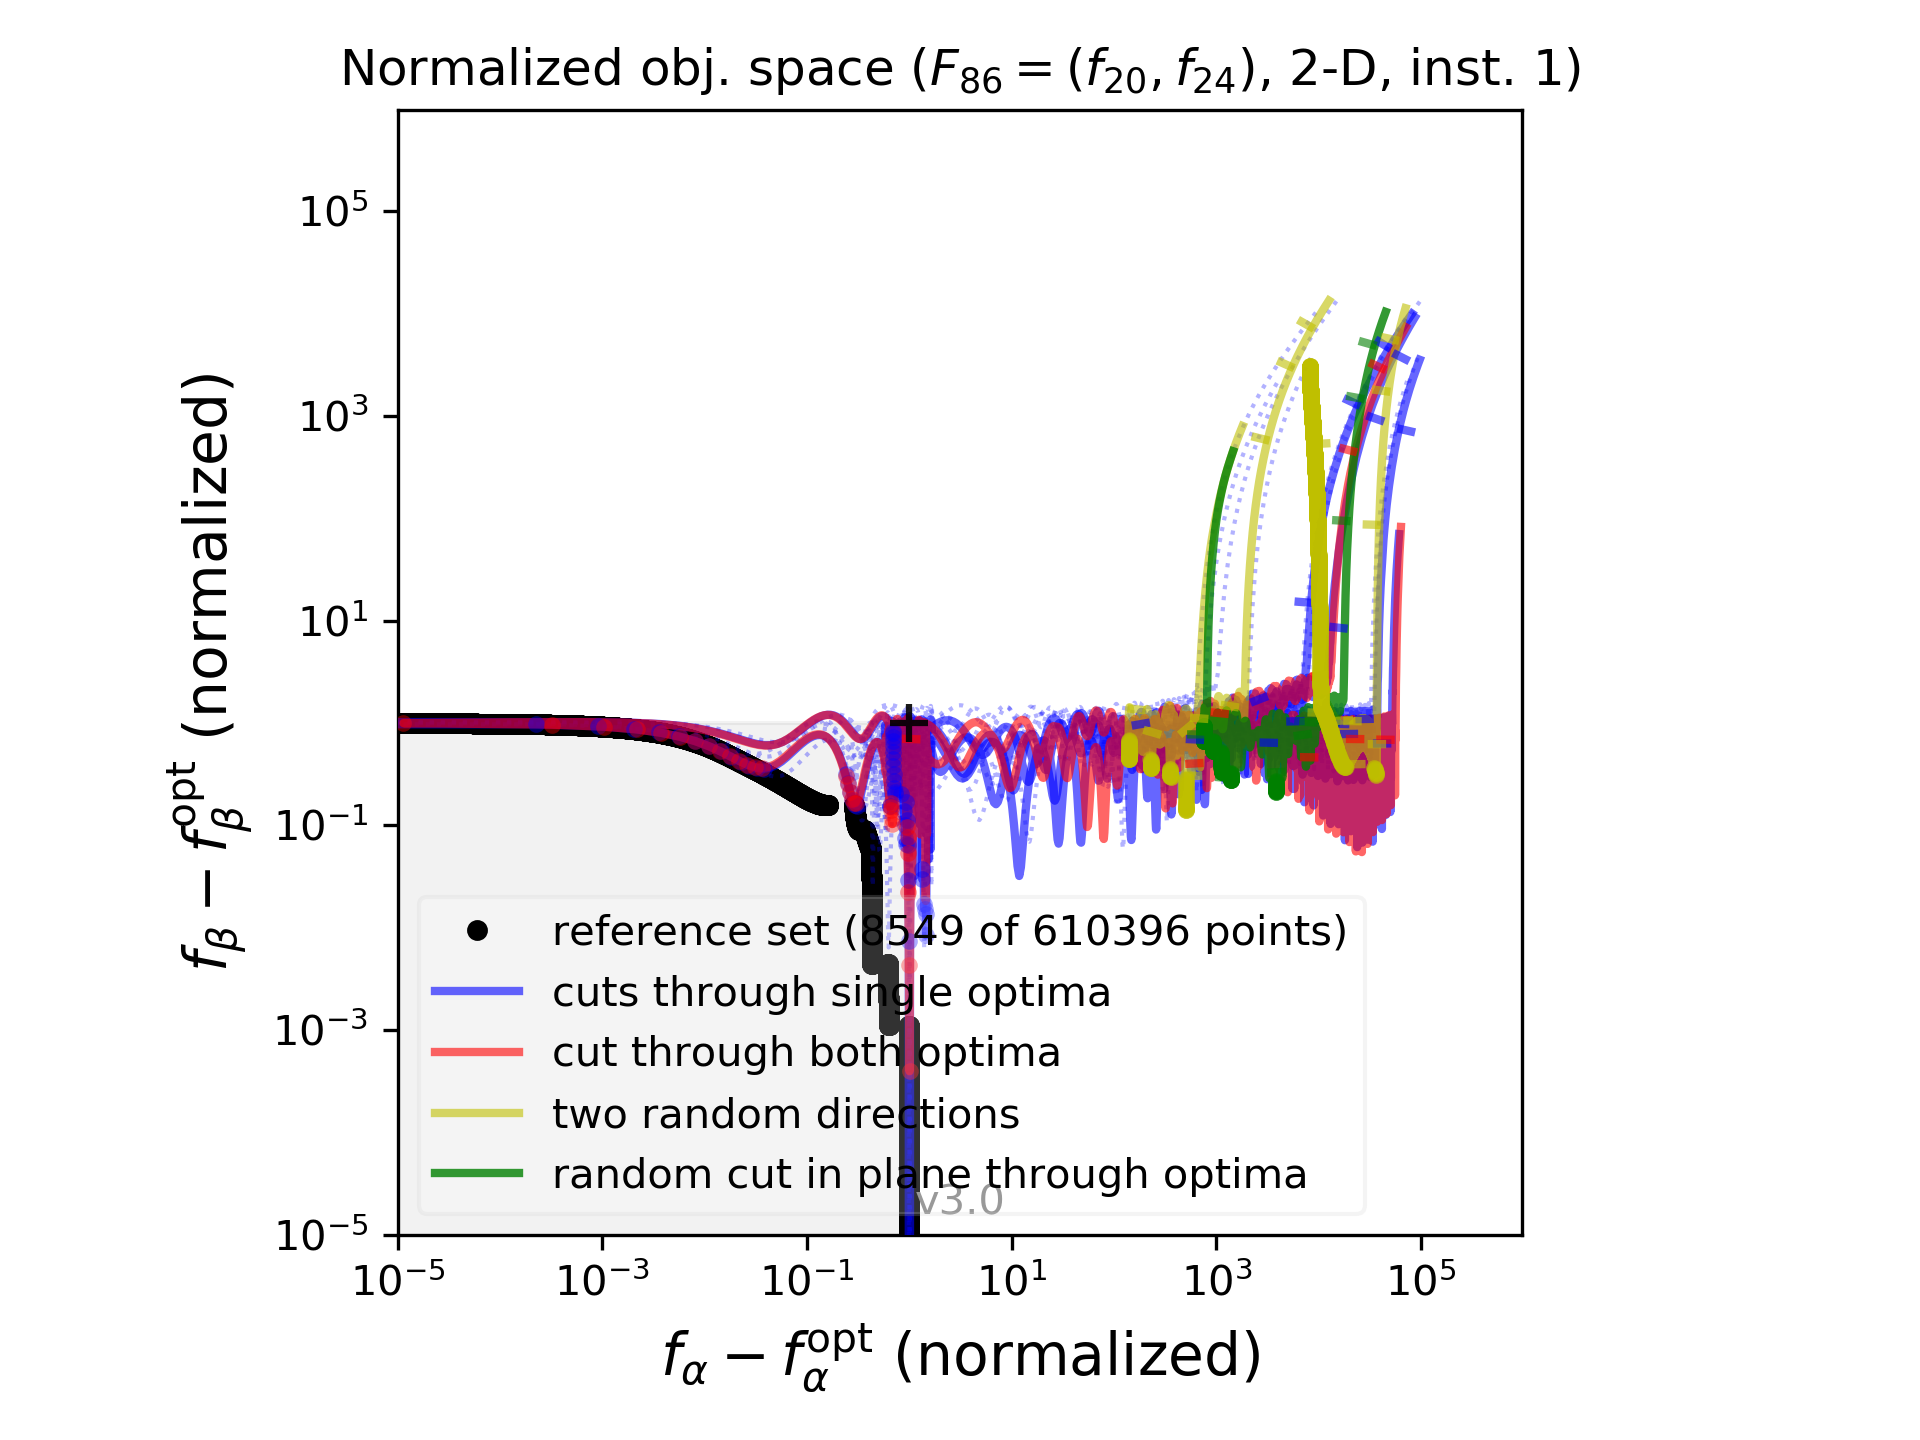 Normalized obj. space (F₈₆ = (f₂₀, f₂₄), 2-D, inst. 1)
f_β − f_β^opt (normalized)
10⁵
10³
10¹
10⁻¹
10⁻³
10⁻⁵
reference set (8549 of 610396 points)
cuts through single optima
cut through both optima
two random directions
random cut in plane through optima
v3.0
10⁻⁵ 10⁻³ 10⁻¹ 10¹ 10³ 10⁵
f_α − f_α^opt (normalized)